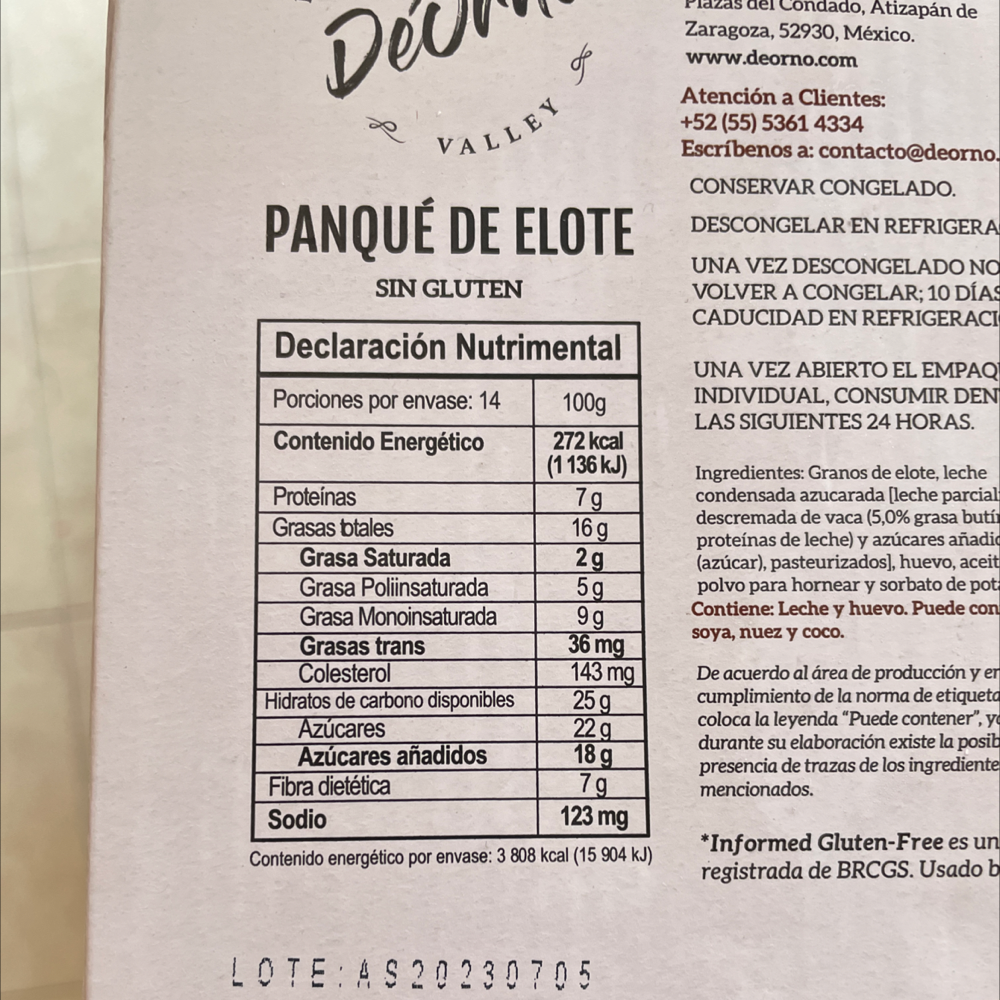 VALLEY
PANQUÉ DE ELOTE
SIN GLUTEN
Declaración Nutrimental
Porciones por envase: 14 100g
Contenido Energético 272 kcal
(1 136 kJ)
Proteínas 7 g
Grasas totales 16 g
Grasa Saturada 2 g
Grasa Poliinsaturada 5 g
Grasa Monoinsaturada 9 g
Grasas trans 36 mg
Colesterol 143 mg
Hidratos de carbono disponibles 25 g
Azúcares 22 g
Azúcares añadidos 18 g
Fibra dietética 7 g
Sodio 123 mg
Contenido energético por envase: 3 808 kcal (15 904 kJ)
LOTE: AS20230705
Plazas del Condado, Atizapán de
Zaragoza, 52930, México.
www.deorno.com
Atención a Clientes:
+52 (55) 5361 4334
Escríbenos a: contacto@deorno.
CONSERVAR CONGELADO.
DESCONGELAR EN REFRIGERA
UNA VEZ DESCONGELADO NO
VOLVER A CONGELAR; 10 DÍAS
CADUCIDAD EN REFRIGERACI
UNA VEZ ABIERTO EL EMPAQ
INDIVIDUAL, CONSUMIR DEN
LAS SIGUIENTES 24 HORAS.
Ingredientes: Granos de elote, leche
condensada azucarada [leche parcial
descremada de vaca (5,0% grasa butí
proteínas de leche) y azúcares añadi
(azúcar), pasteurizados], huevo, aceit
polvo para hornear y sorbato de pot
Contiene: Leche y huevo. Puede con
soya, nuez y coco.
De acuerdo al área de producción y en
cumplimiento de la norma de etiqueta
coloca la leyenda "Puede contener", y
durante su elaboración existe la posib
presencia de trazas de los ingrediente
mencionados.
*Informed Gluten-Free es un
registrada de BRCGS. Usado b